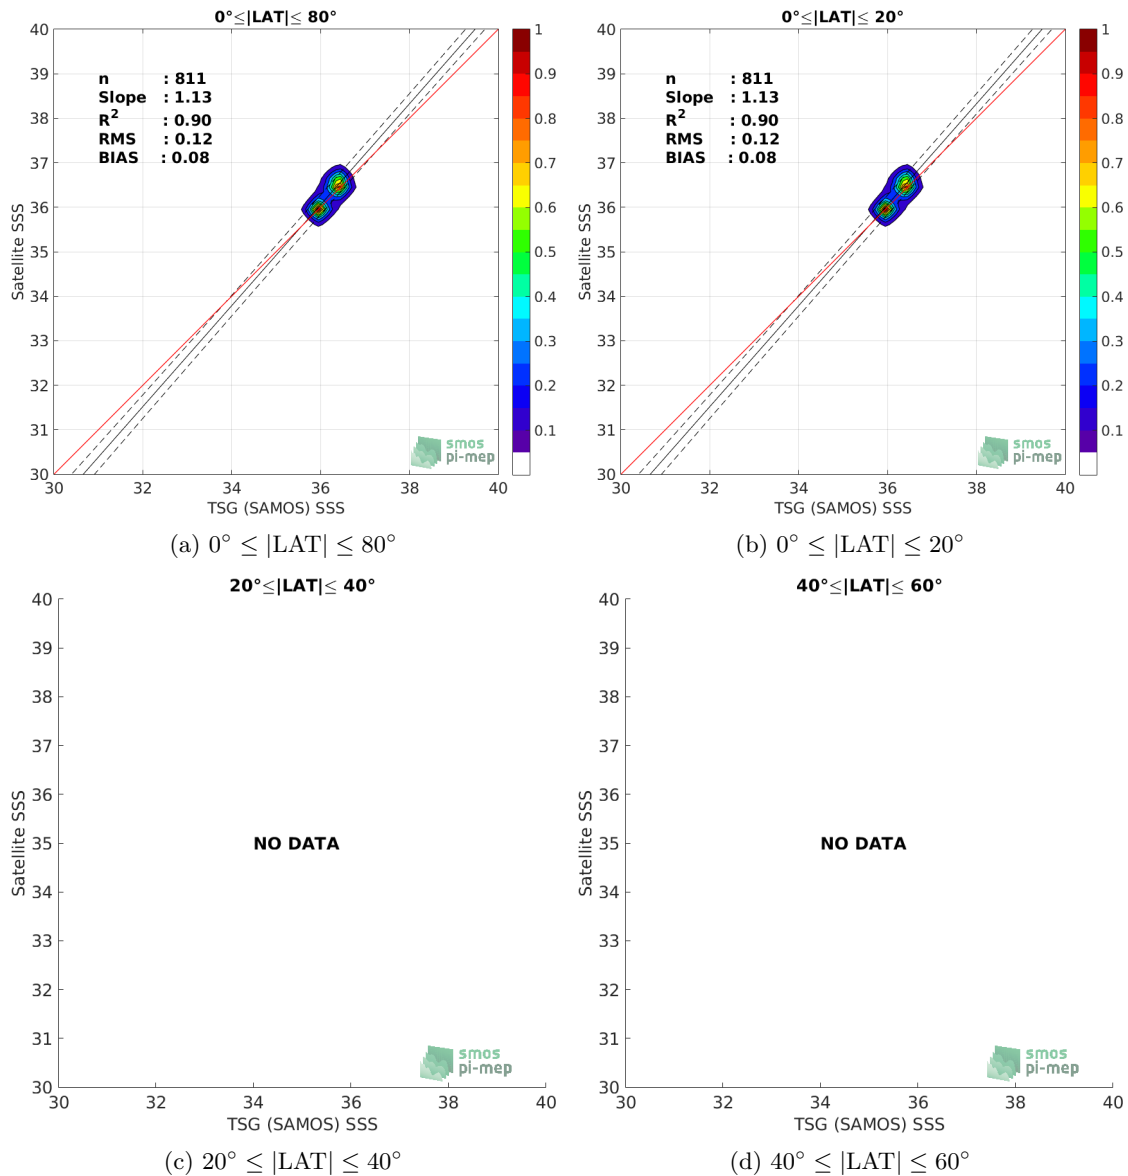 0°≤|LAT|≤ 80°
40
39
38
37
36
35
34
33
32
31
30
Satellite SSS
n : 811
Slope : 1.13
R² : 0.90
RMS : 0.12
BIAS : 0.08
1
0.9
0.8
0.7
0.6
0.5
0.4
0.3
0.2
0.1
smos
pi-mep
30 32 34 36 38 40
TSG (SAMOS) SSS
(a) 0° ≤ |LAT| ≤ 80°
0°≤|LAT|≤ 20°
40
39
38
37
36
35
34
33
32
31
30
Satellite SSS
n : 811
Slope : 1.13
R² : 0.90
RMS : 0.12
BIAS : 0.08
1
0.9
0.8
0.7
0.6
0.5
0.4
0.3
0.2
0.1
smos
pi-mep
30 32 34 36 38 40
TSG (SAMOS) SSS
(b) 0° ≤ |LAT| ≤ 20°
20°≤|LAT|≤ 40°
40
39
38
37
36
35
34
33
32
31
30
Satellite SSS
NO DATA
smos
pi-mep
30 32 34 36 38 40
TSG (SAMOS) SSS
(c) 20° ≤ |LAT| ≤ 40°
40°≤|LAT|≤ 60°
40
39
38
37
36
35
34
33
32
31
30
Satellite SSS
NO DATA
smos
pi-mep
30 32 34 36 38 40
TSG (SAMOS) SSS
(d) 40° ≤ |LAT| ≤ 60°